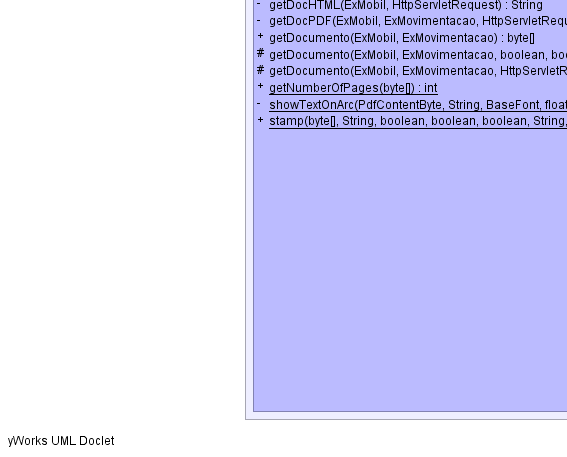 - getDocHTML(ExMobil, HttpServletRequest) : String
- getDocPDF(ExMobil, ExMovimentacao, HttpServletRequ
+ getDocumento(ExMobil, ExMovimentacao) : byte[]
# getDocumento(ExMobil, ExMovimentacao, boolean, boo
# getDocumento(ExMobil, ExMovimentacao, HttpServletR
+ getNumberOfPages(byte[]) : int
- showTextOnArc(PdfContentByte, String, BaseFont, float
+ stamp(byte[], String, boolean, boolean, boolean, String,
yWorks UML Doclet